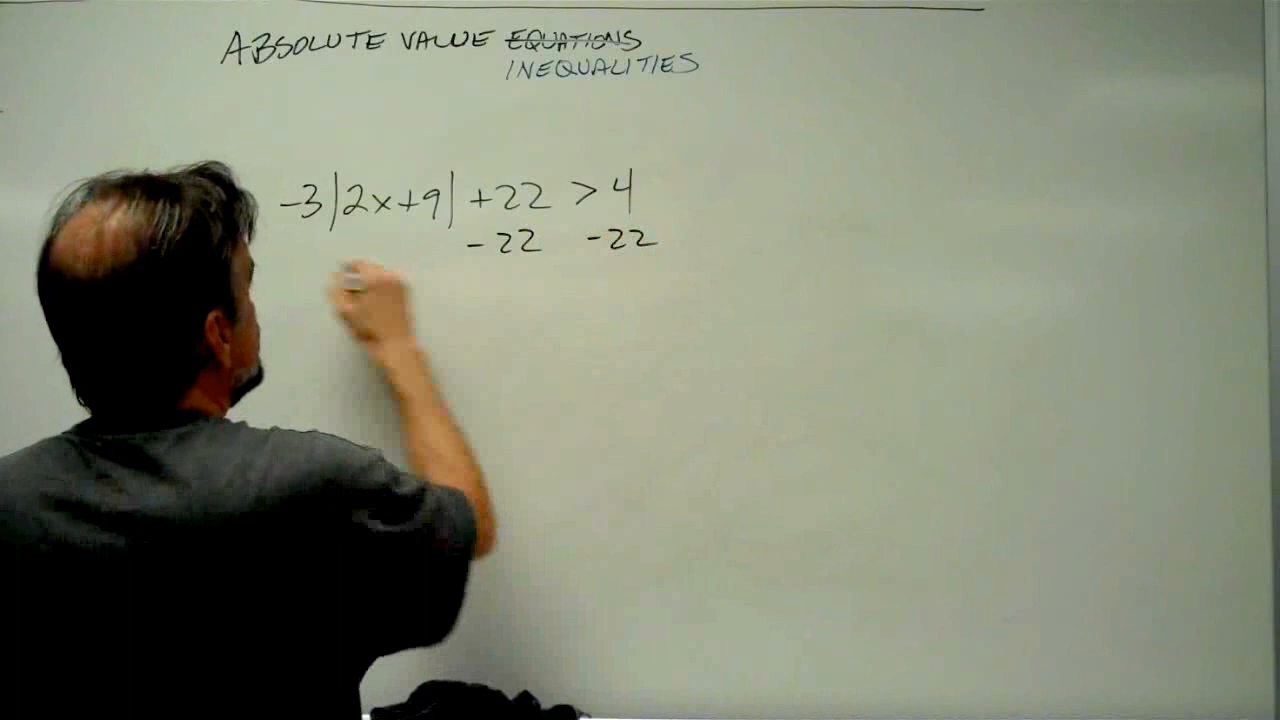 ABSOLUTE VALUE EQUATIONS
INEQUALITIES
-3|2x+9| +22 > 4
-22 -22